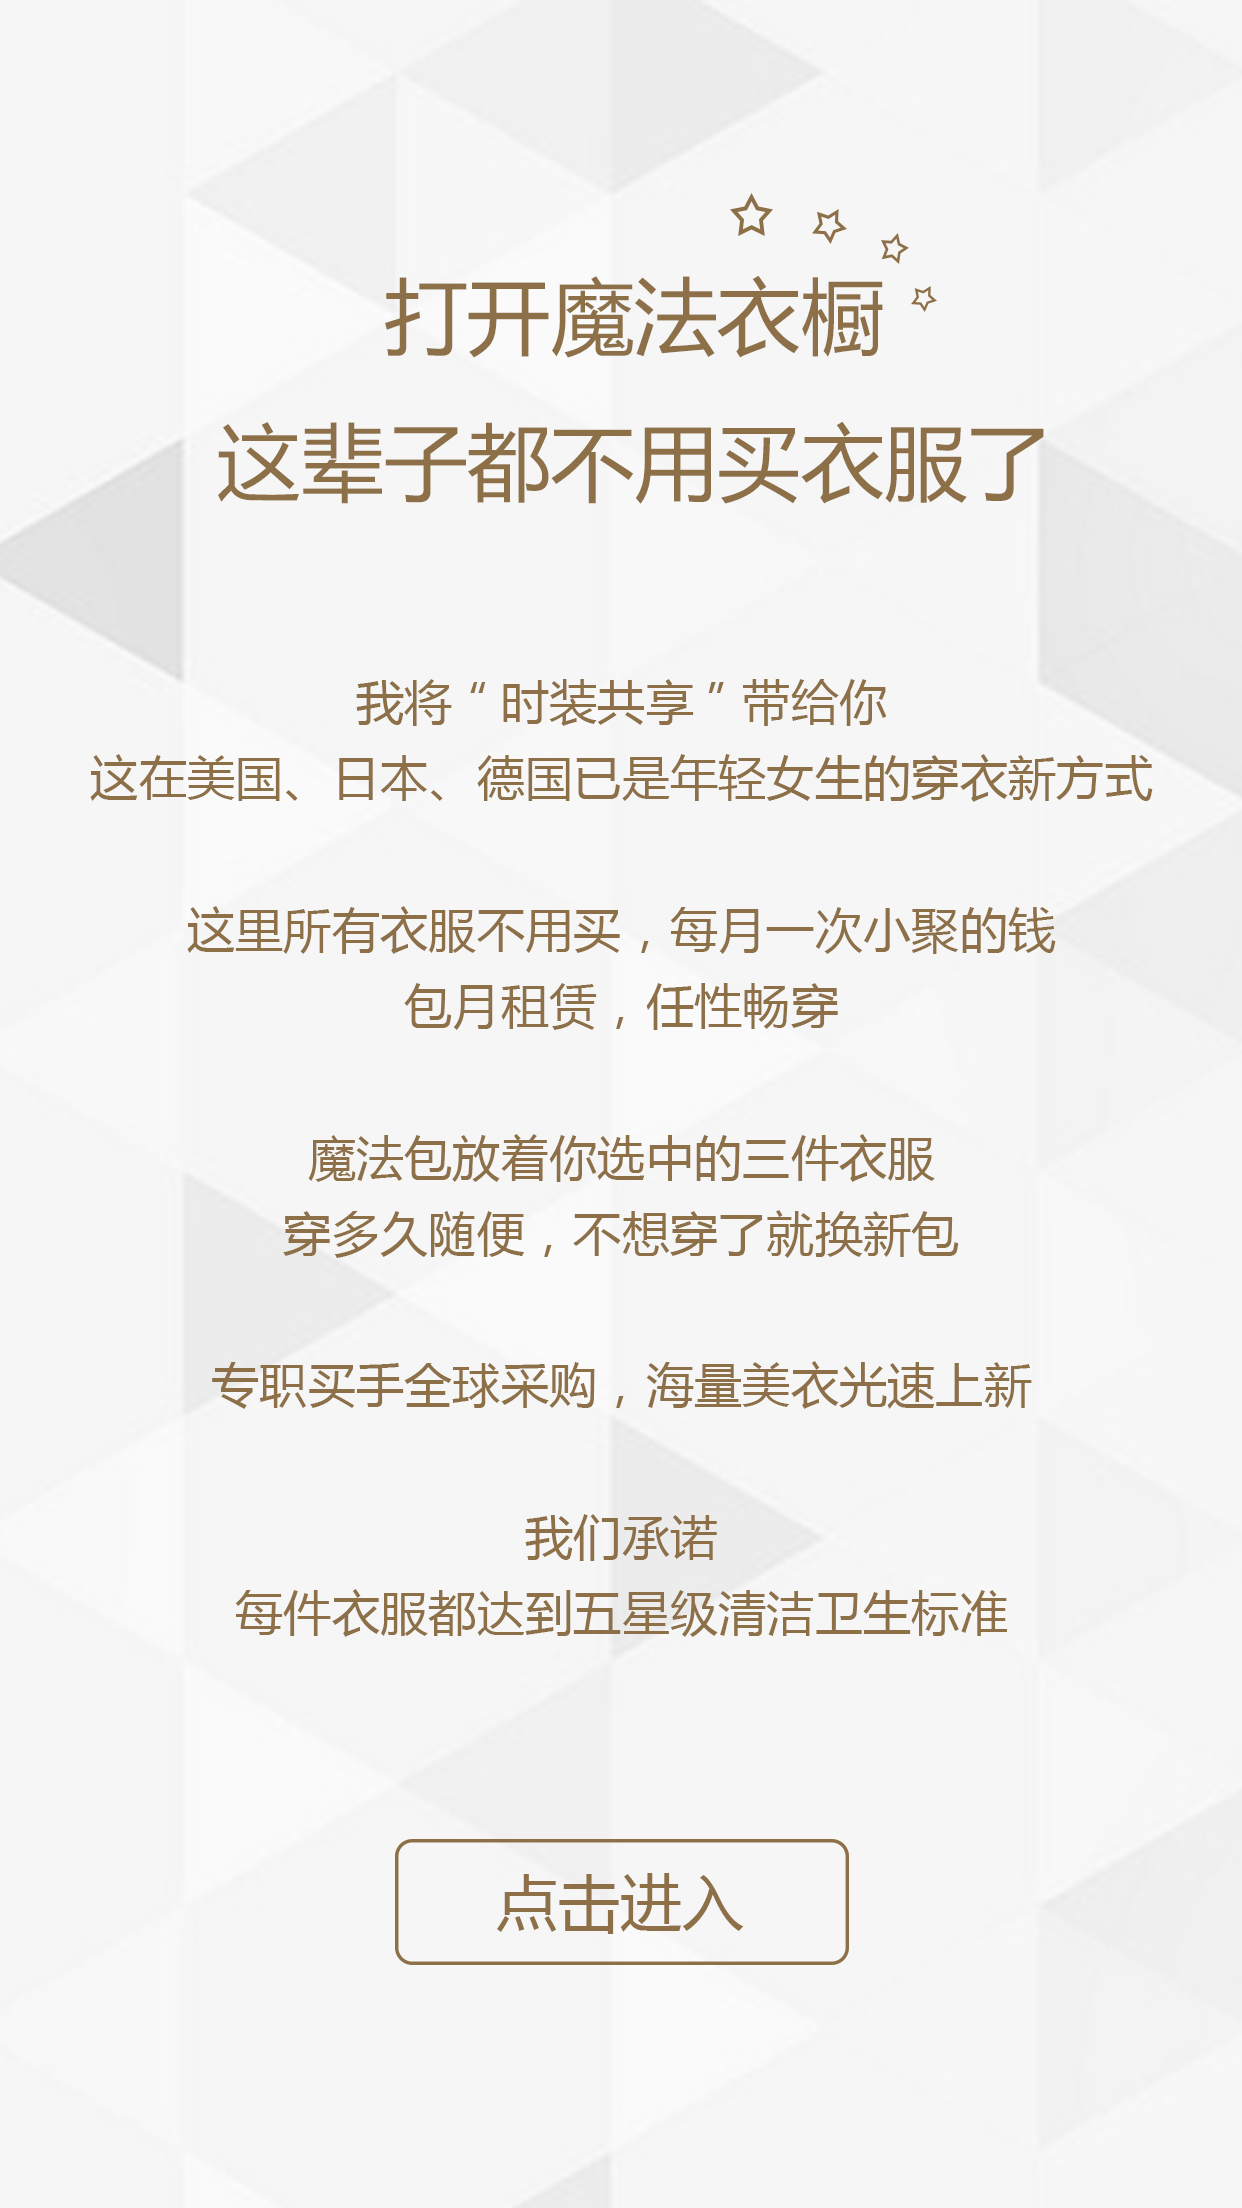 打开魔法衣橱
这辈子都不用买衣服了
我将“时装共享”带给你
这在美国、日本、德国已是年轻女生的穿衣新方式
这里所有衣服不用买，每月一次小聚的钱
包月租赁，任性畅穿
魔法包放着你选中的三件衣服
穿多久随便，不想穿了就换新包
专职买手全球采购，海量美衣光速上新
我们承诺
每件衣服都达到五星级清洁卫生标准
点击进入